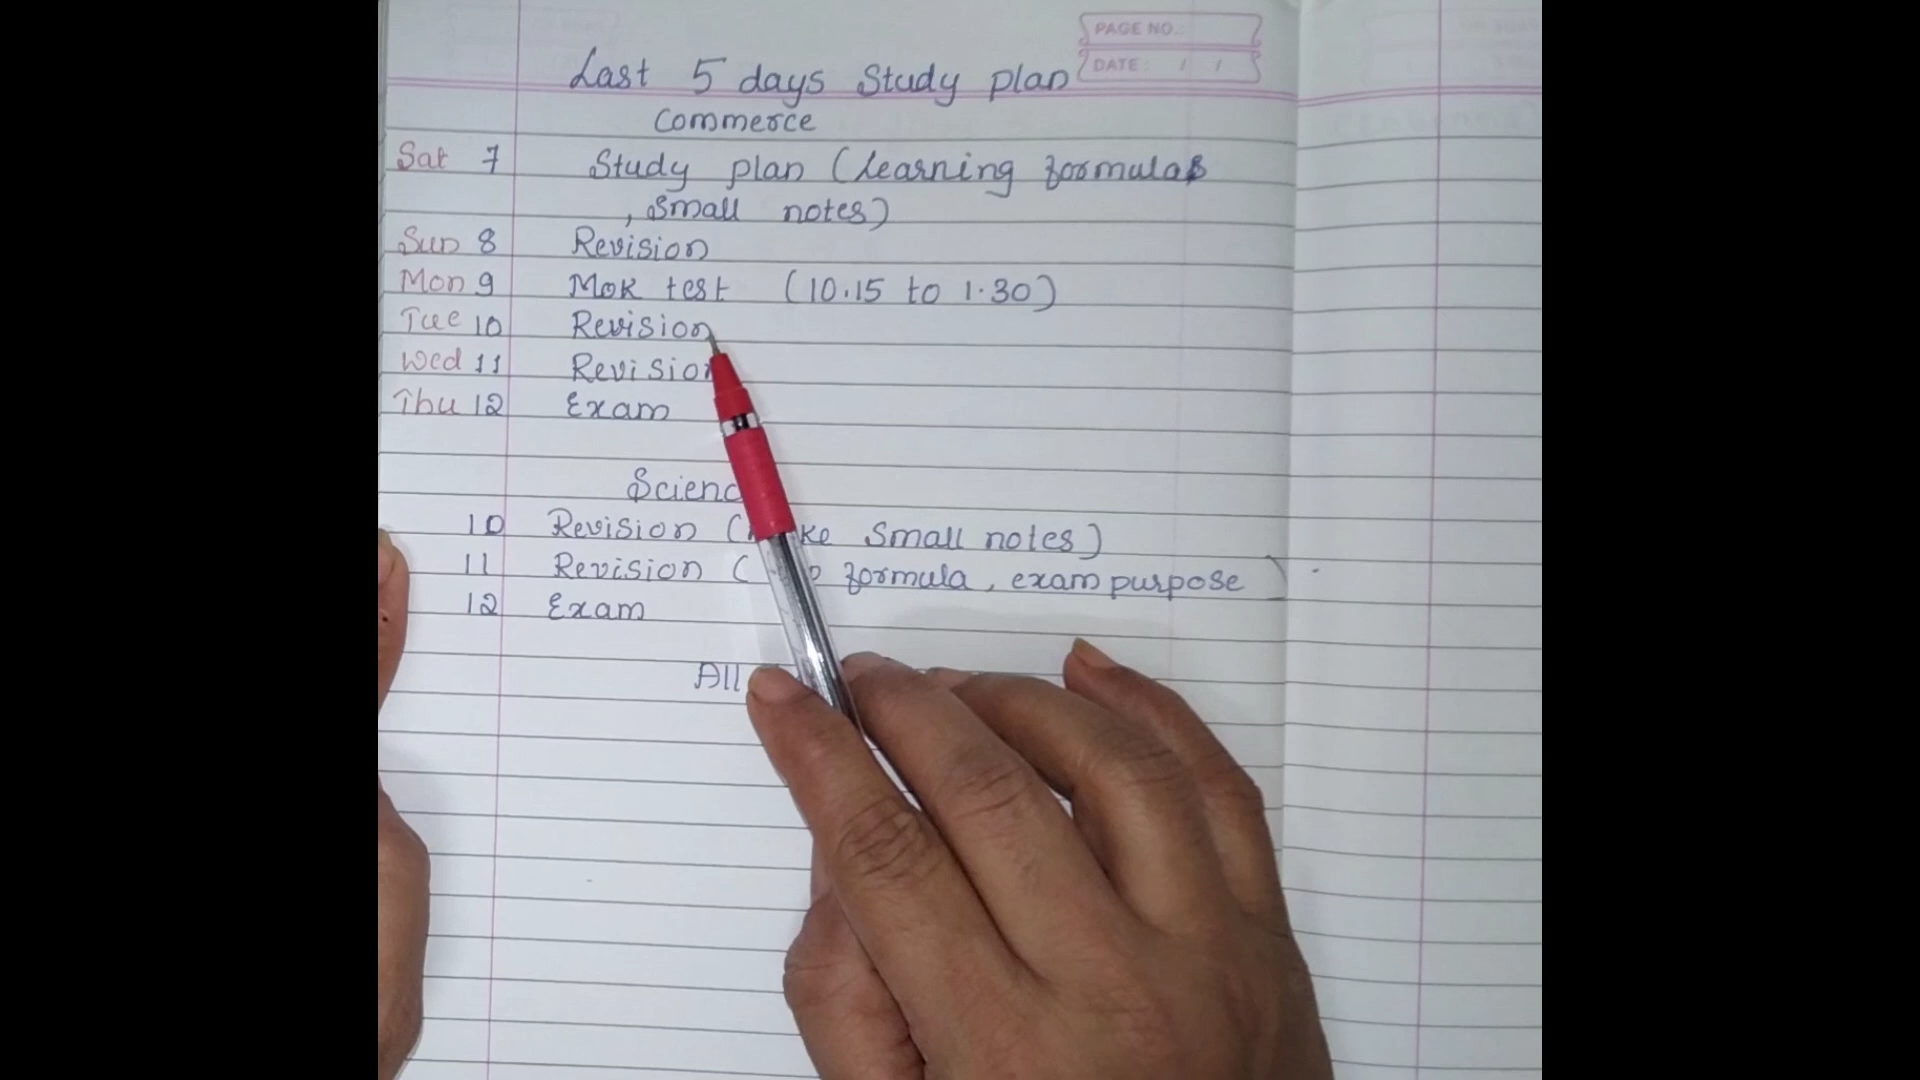 PAGE NO.:
DATE: / /
Last 5 days Study plan
Commerce
Sat 7 Study plan (learning formulas
, small notes)
Sun 8 Revision
Mon 9 Mok test (10.15 to 1.30)
Tue 10 Revision
Wed 11 Revision
Thu 12 Exam
10 Revision ( small notes)
11 Revision ( formula, exam purpose)
12 Exam
All